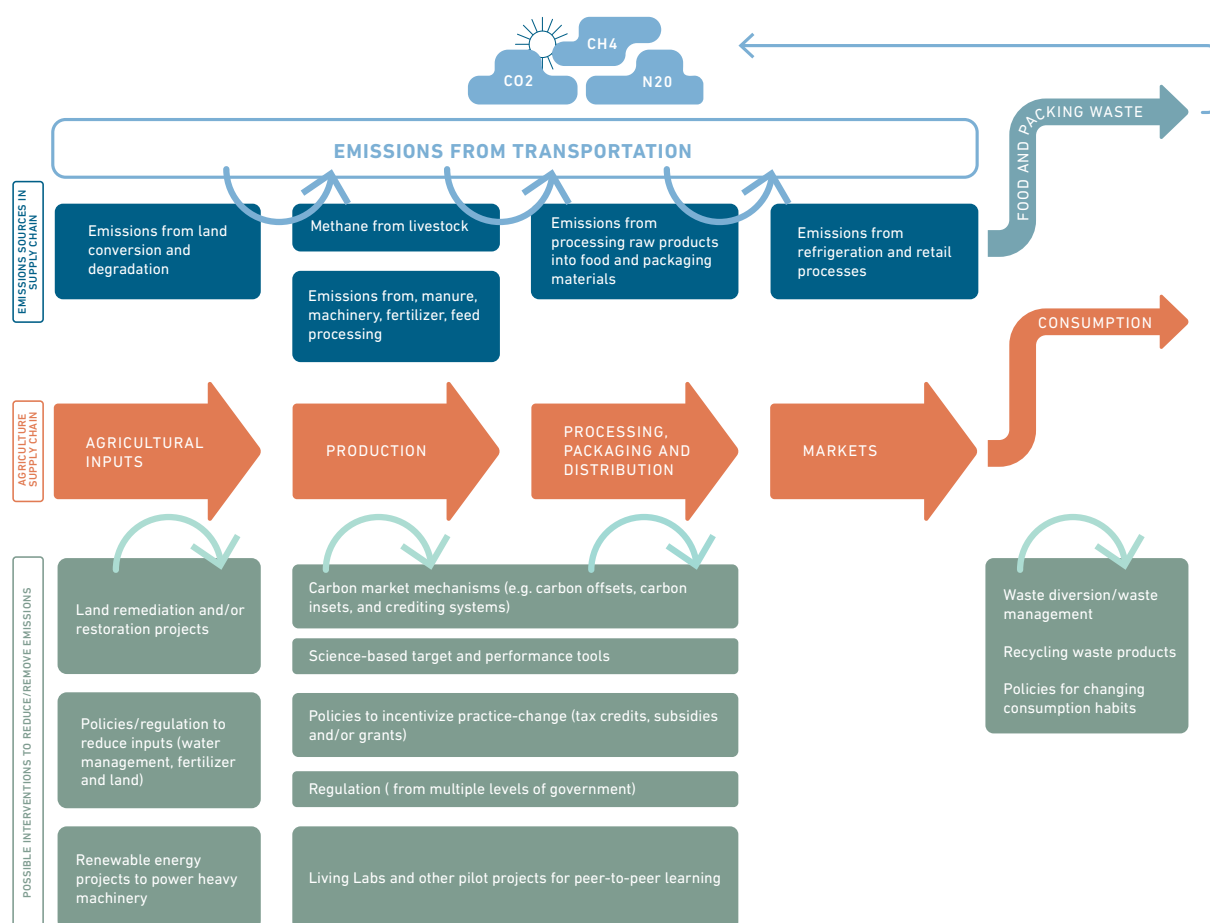 CH4
CO2
N20
EMISSIONS FROM TRANSPORTATION
FOOD AND PACKING WASTE
EMISSIONS SOURCES IN
SUPPLY CHAIN
Emissions from land
conversion and
degradation
Methane from livestock
Emissions from, manure,
machinery, fertilizer, feed
processing
Emissions from
processing raw products
into food and packaging
materials
Emissions from
refrigeration and retail
processes
CONSUMPTION
AGRICULTURE
SUPPLY CHAIN
AGRICULTURAL
INPUTS
PRODUCTION
PROCESSING,
PACKAGING AND
DISTRIBUTION
MARKETS
POSSIBLE INTERVENTIONS TO REDUCE/REMOVE EMISSIONS
Land remediation and/or
restoration projects
Policies/regulation to
reduce inputs (water
management, fertilizer
and land)
Renewable energy
projects to power heavy
machinery
Carbon market mechanisms (e.g. carbon offsets, carbon
insets, and crediting systems)
Science-based target and performance tools
Policies to incentivize practice-change (tax credits, subsidies
and/or grants)
Regulation ( from multiple levels of government)
Living Labs and other pilot projects for peer-to-peer learning
Waste diversion/waste
management
Recycling waste products
Policies for changing
consumption habits